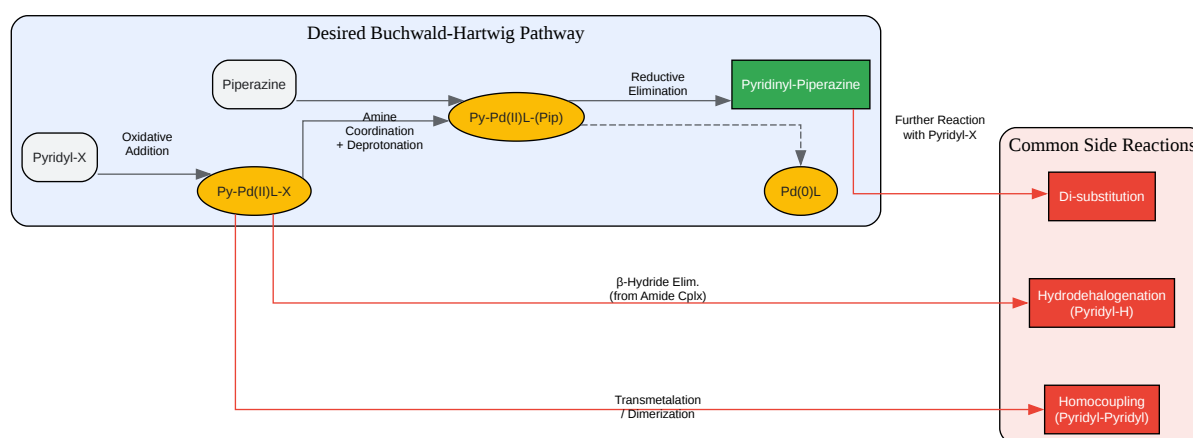 Desired Buchwald-Hartwig Pathway
Piperazine
Pyridyl-X
Oxidative
Addition
Py-Pd(II)L-X
Amine
Coordination
+ Deprotonation
Py-Pd(II)L-(Pip)
Reductive
Elimination
Pyridinyl-Piperazine
Pd(0)L
Further Reaction
with Pyridyl-X
Common Side Reactions
Di-substitution
β-Hydride Elim.
(from Amide Cplx)
Hydrodehalogenation
(Pyridyl-H)
Transmetalation
/ Dimerization
Homocoupling
(Pyridyl-Pyridyl)